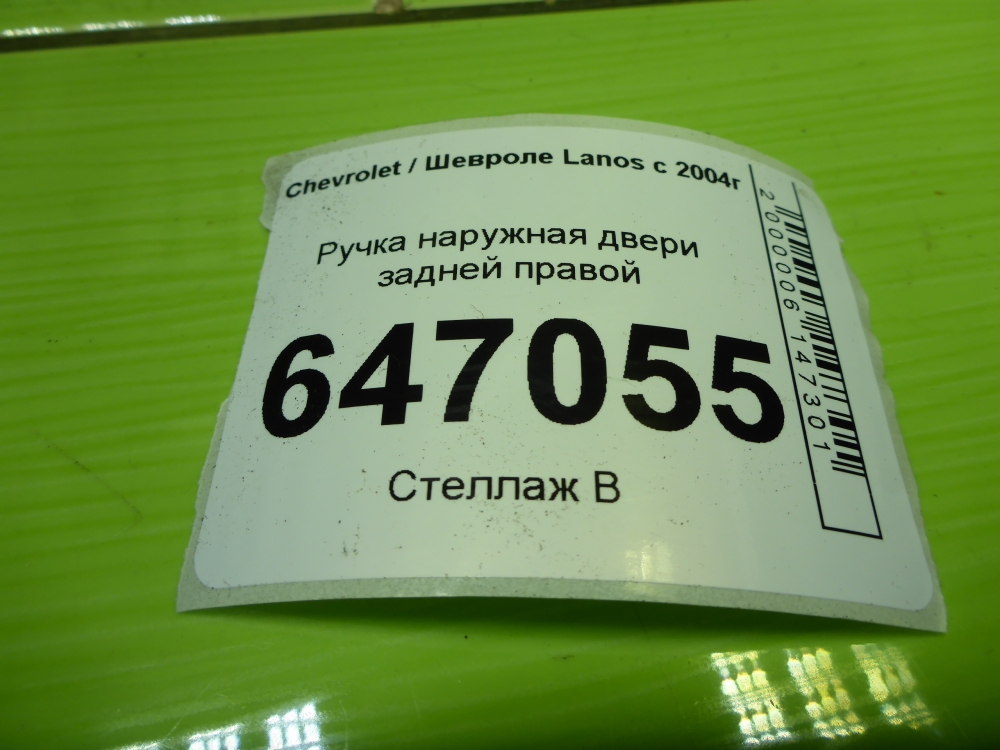 Chevrolet / Шевроле Lanos с 2004г
Ручка наружная двери
задней правой
647055
Стеллаж В
2000006147301